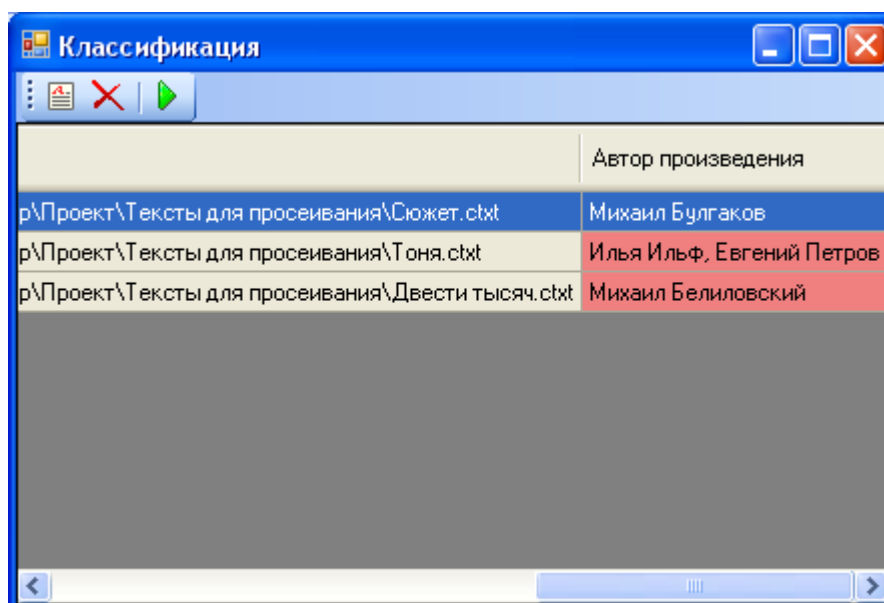 Классификация
Автор произведения
р\Проект\Тексты для просеивания\Сюжет.ctxt Михаил Булгаков
р\Проект\Тексты для просеивания\Тоня.ctxt Илья Ильф, Евгений Петров
р\Проект\Тексты для просеивания\Двести тысяч.ctxt Михаил Белиловский